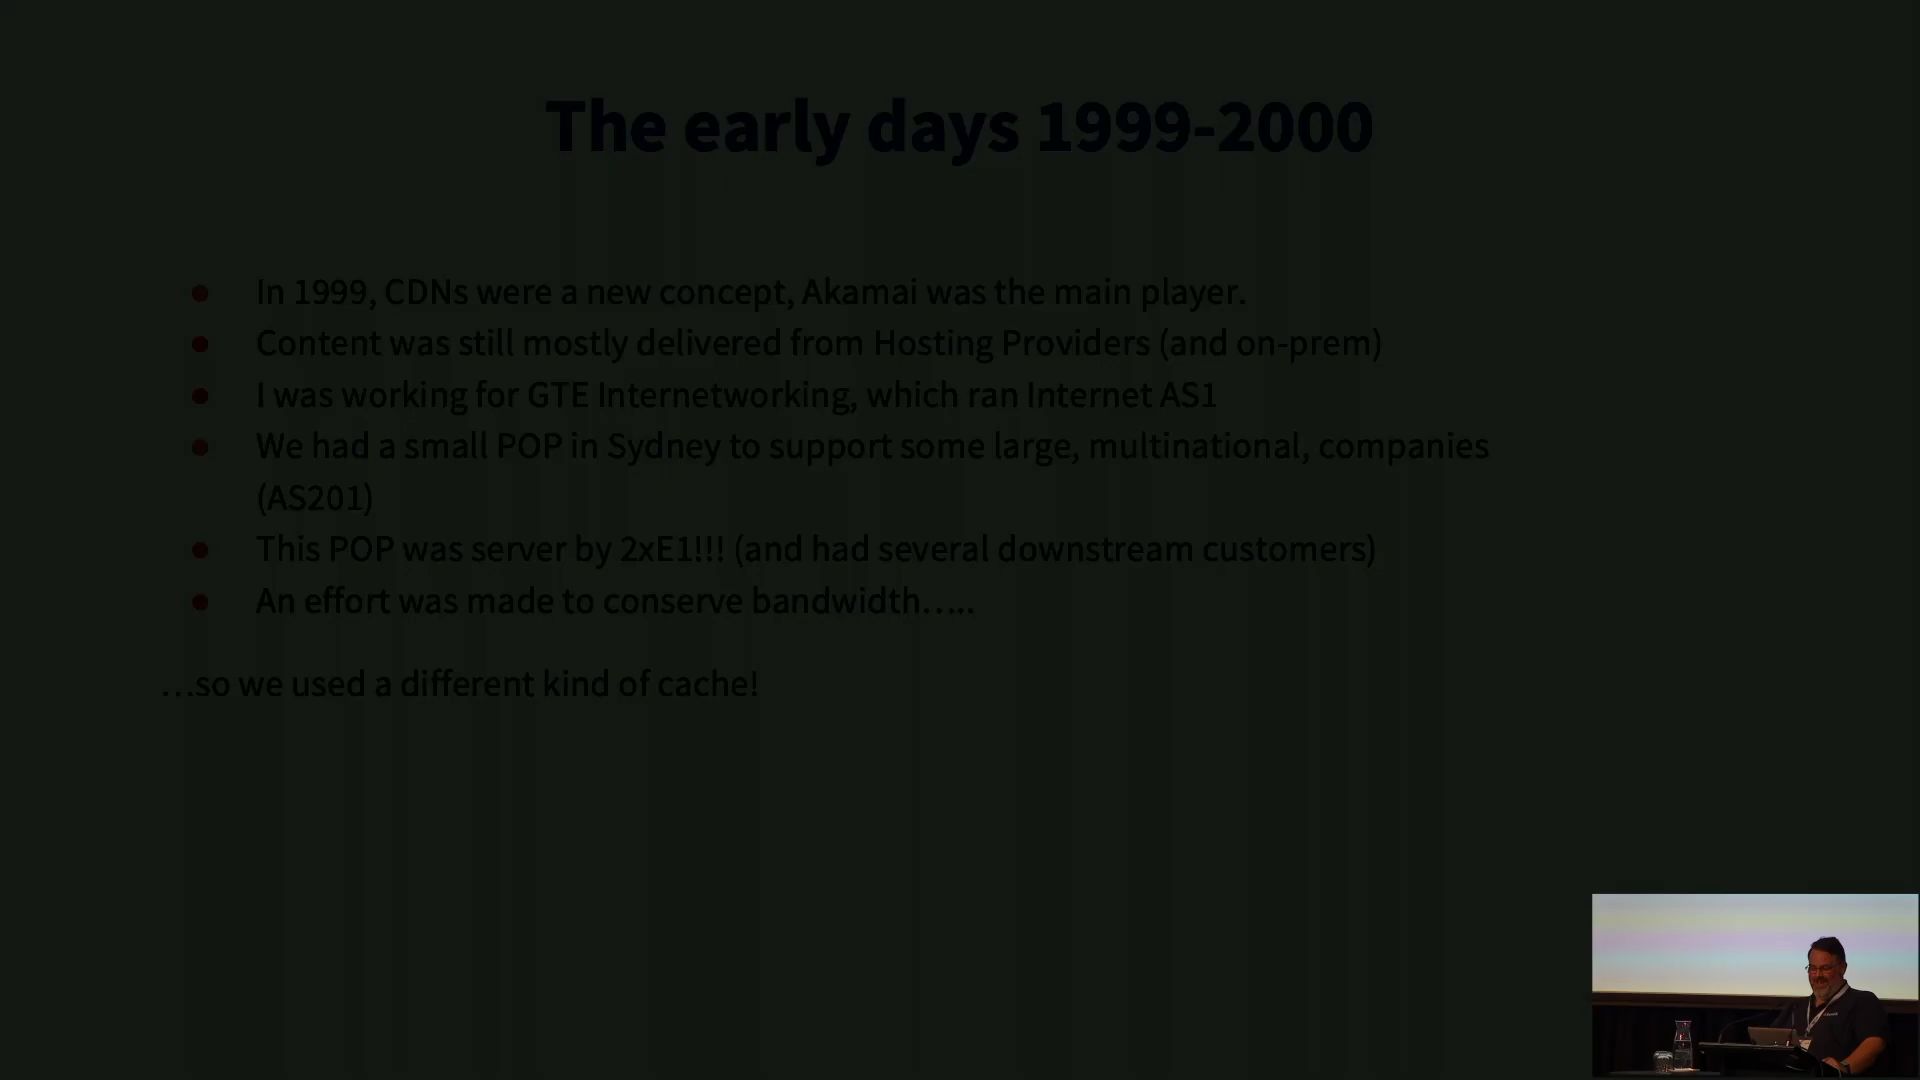 The early days 1999-2000
• In 1999, CDNs were a new concept, Akamai was the main player.
• Content was still mostly delivered from Hosting Providers (and on-prem)
• I was working for GTE Internetworking, which ran Internet AS1
• We had a small POP in Sydney to support some large, multinational, companies
(AS201)
• This POP was server by 2xE1!!! (and had several downstream customers)
• An effort was made to conserve bandwidth…..
…so we used a different kind of cache!